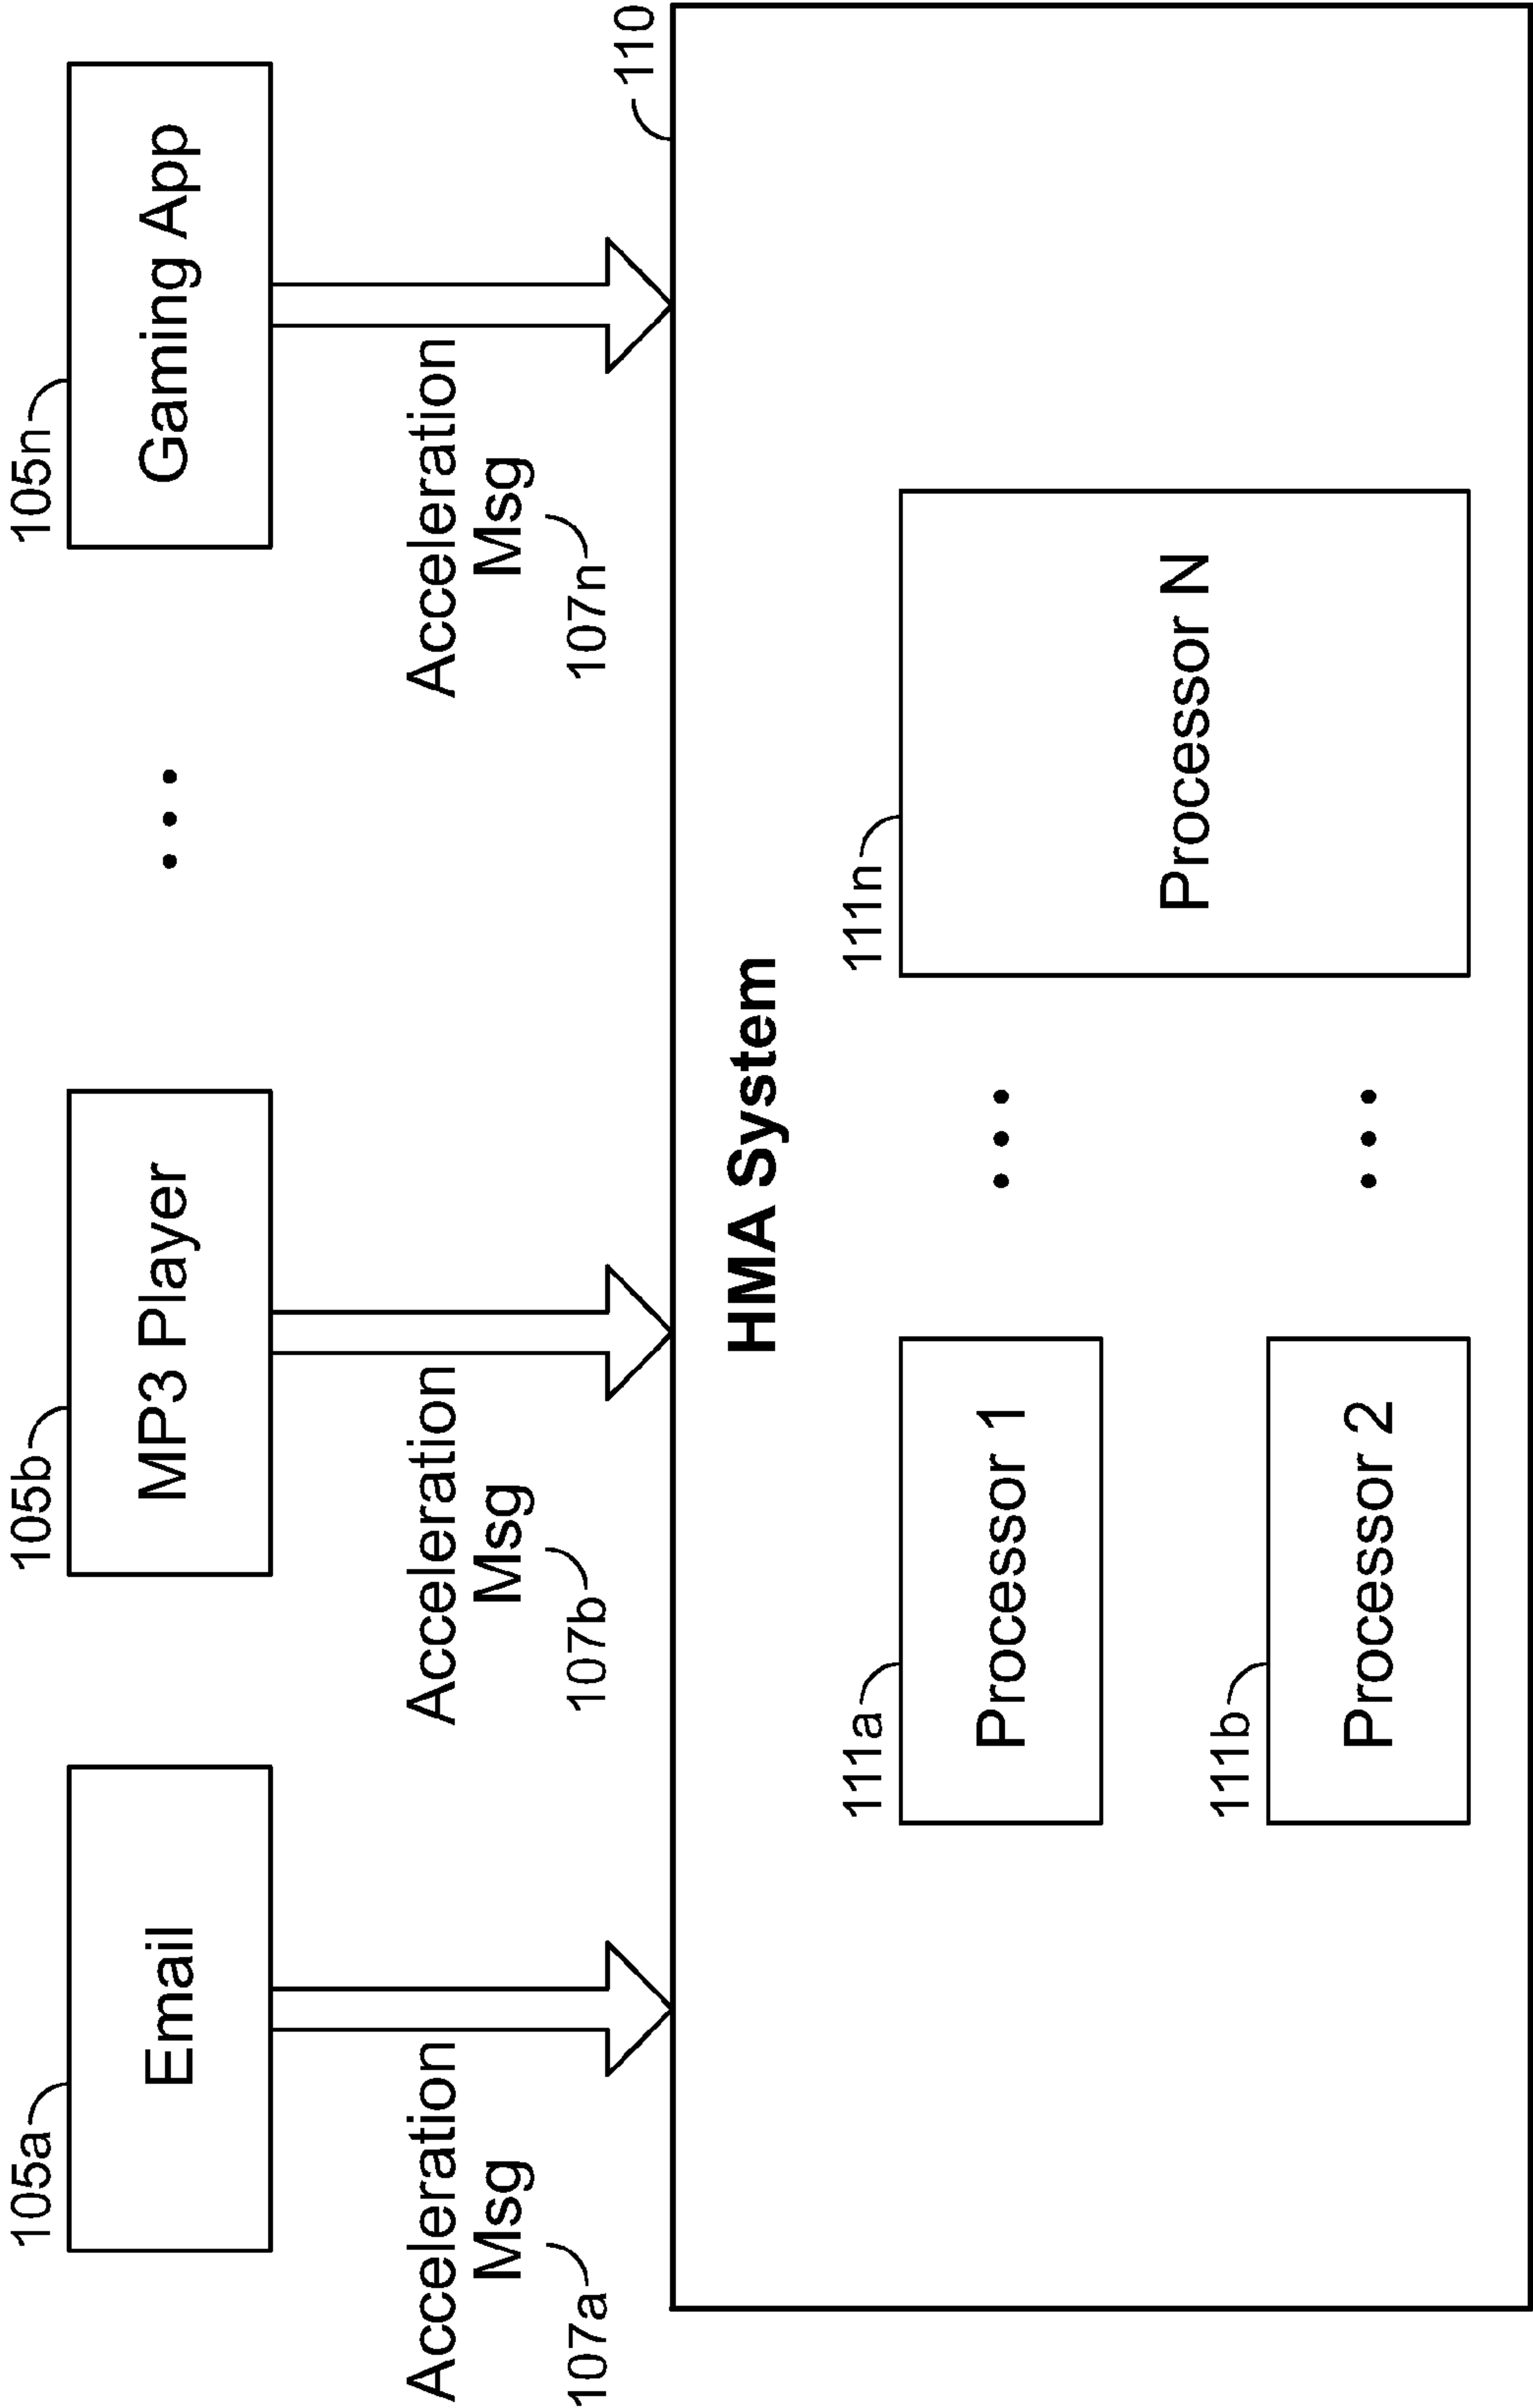 105a
Email
105b
MP3 Player
105n
Gaming App
Acceleration
Msg
107a
Acceleration
Msg
107b
Acceleration
Msg
107n
110
HMA System
111a
Processor 1
111b
Processor 2
111n
Processor N